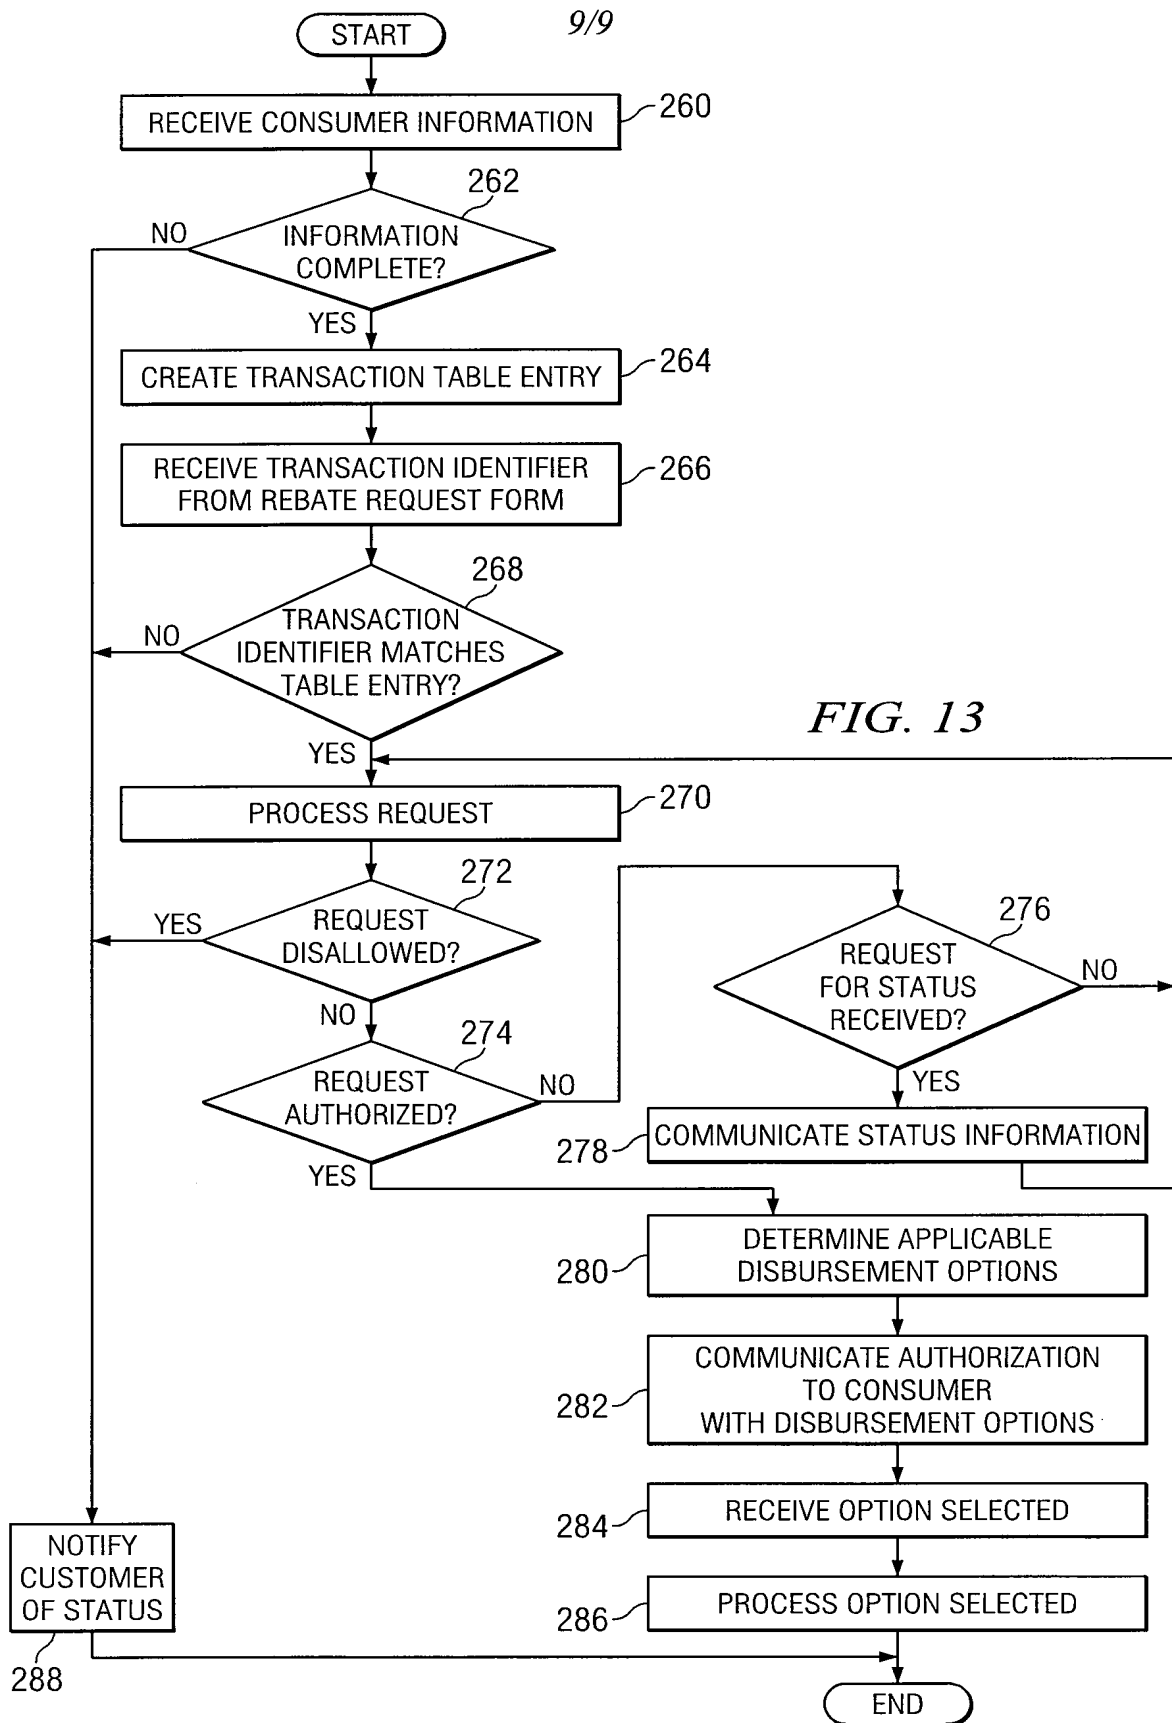 9/9
START
RECEIVE CONSUMER INFORMATION
260
262
INFORMATION
COMPLETE?
NO
YES
CREATE TRANSACTION TABLE ENTRY
264
RECEIVE TRANSACTION IDENTIFIER
FROM REBATE REQUEST FORM
266
268
TRANSACTION
IDENTIFIER MATCHES
TABLE ENTRY?
NO
YES
FIG. 13
PROCESS REQUEST
270
272
REQUEST
DISALLOWED?
YES
NO
274
REQUEST
AUTHORIZED?
NO
YES
276
REQUEST
FOR STATUS
RECEIVED?
NO
YES
COMMUNICATE STATUS INFORMATION
278
DETERMINE APPLICABLE
DISBURSEMENT OPTIONS
280
COMMUNICATE AUTHORIZATION
TO CONSUMER
WITH DISBURSEMENT OPTIONS
282
RECEIVE OPTION SELECTED
284
PROCESS OPTION SELECTED
286
NOTIFY
CUSTOMER
OF STATUS
288
END